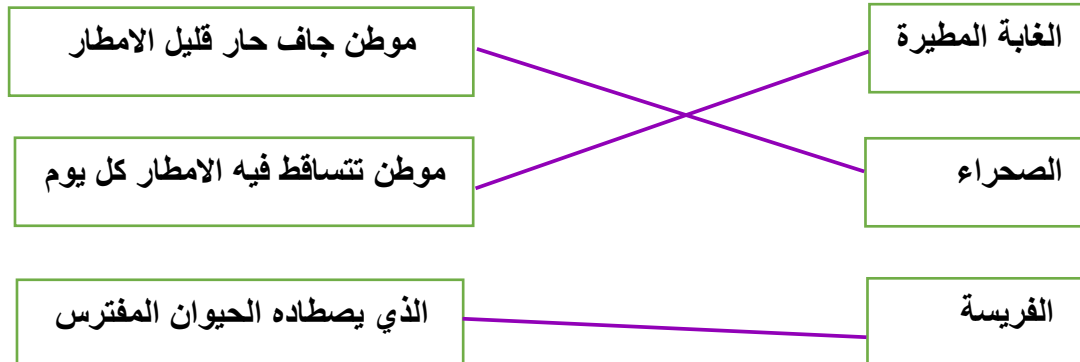 الغابة المطيرة
موطن جاف حار قليل الامطار
الصحراء
موطن تتساقط فيه الامطار كل يوم
الفريسة
الذي يصطاده الحيوان المفترس